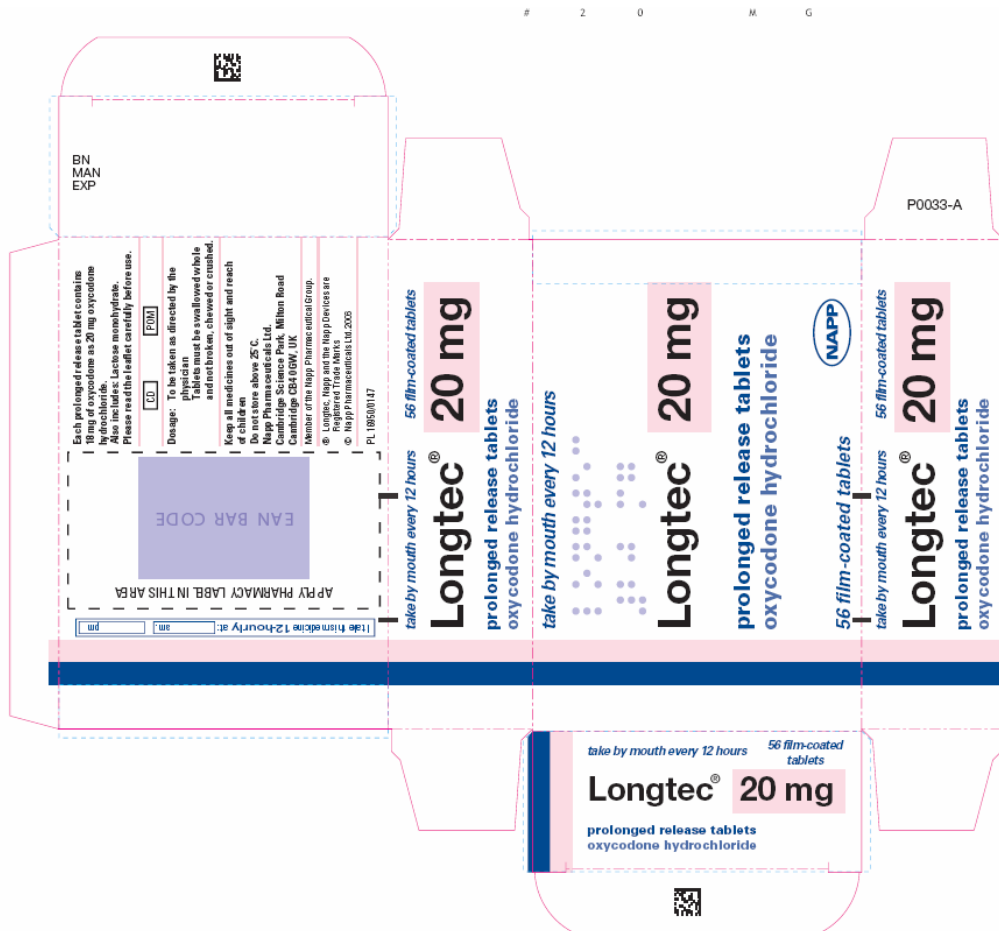 # 2 0 M G
BN
MAN
EXP
P0033-A
Each prolonged release tablet contains
18 mg of oxycodone as 20 mg oxycodone
hydrochloride.
Also includes: Lactose monohydrate.
Please read the leaflet carefully before use.
CD POM
Dosage: To be taken as directed by the
physician
Tablets must be swallowed whole
and not broken, chewed or crushed.
Keep all medicines out of sight and reach
of children
Do not store above 25°C.
Napp Pharmaceuticals Ltd.
Cambridge Science Park, Milton Road
Cambridge CB4 0GW, UK
Member of the Napp Pharmaceutical Group.
® Longtec, Napp and the Napp Devices are
Registered Trade Marks
© Napp Pharmaceuticals Ltd. 2006
PL 16950/0147
EAN BAR CODE
APPLY PHARMACY LABEL IN THIS AREA
I take this medicine 12-hourly at: am. pm
take by mouth every 12 hours 56 film-coated tablets
Longtec® 20 mg
prolonged release tablets
oxycodone hydrochloride
take by mouth every 12 hours
Longtec® 20 mg
prolonged release tablets
oxycodone hydrochloride
56 film-coated tablets
NAPP
take by mouth every 12 hours 56 film-coated tablets
Longtec® 20 mg
prolonged release tablets
oxycodone hydrochloride
take by mouth every 12 hours 56 film-coated
tablets
Longtec® 20 mg
prolonged release tablets
oxycodone hydrochloride